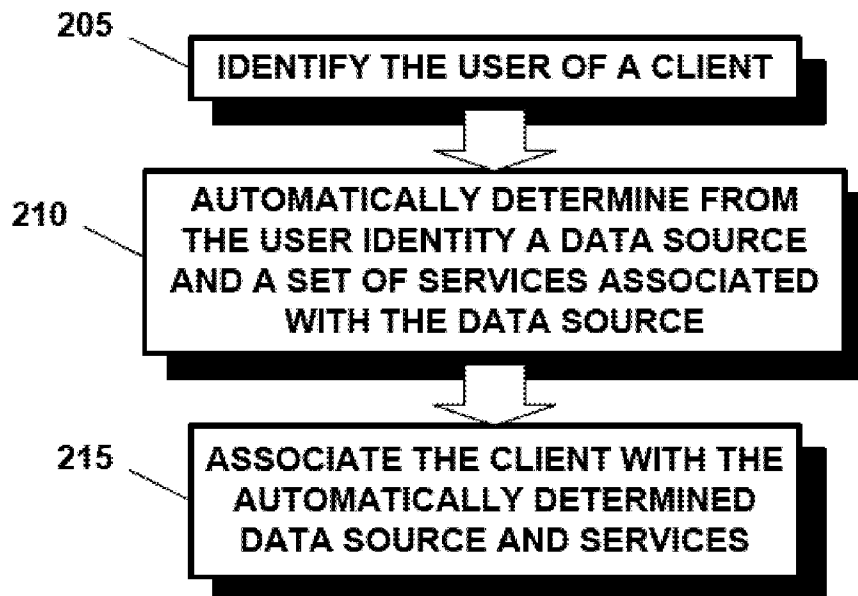 205
IDENTIFY THE USER OF A CLIENT
210
AUTOMATICALLY DETERMINE FROM
THE USER IDENTITY A DATA SOURCE
AND A SET OF SERVICES ASSOCIATED
WITH THE DATA SOURCE
215
ASSOCIATE THE CLIENT WITH THE
AUTOMATICALLY DETERMINED
DATA SOURCE AND SERVICES